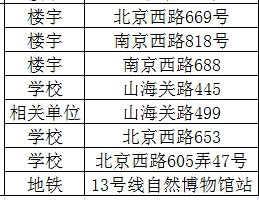 楼宇 北京西路669号
楼宇 南京西路818号
楼宇 南京西路688
学校 山海关路445
相关单位 山海关路499
学校 北京西路653
学校 北京西路605弄47号
地铁 13号线自然博物馆站